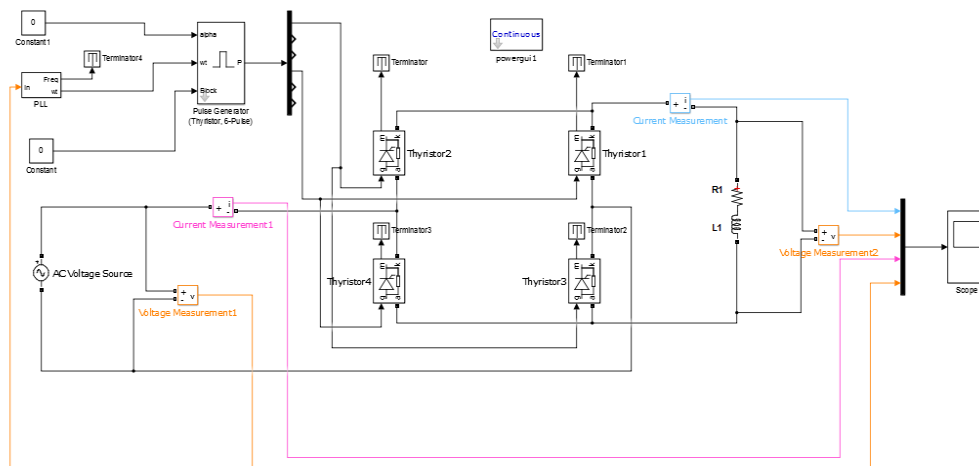 0
Constant1
Freq
In
wt
PLL
Terminator4
alpha
wt
P
Block
Pulse Generator
(Thyristor, 6-Pulse)
0
Constant
Continuous
powergui1
Terminator
Terminator1
+ i
-
Current Measurement
m k
g a
Thyristor2
m k
g a
Thyristor1
R1
L1
+ i
-
Current Measurement1
Terminator3
Terminator2
+ v
-
Voltage Measurement2
+
AC Voltage Source
m k
g a
Thyristor4
m k
g a
Thyristor3
+ v
-
Voltage Measurement1
Scope